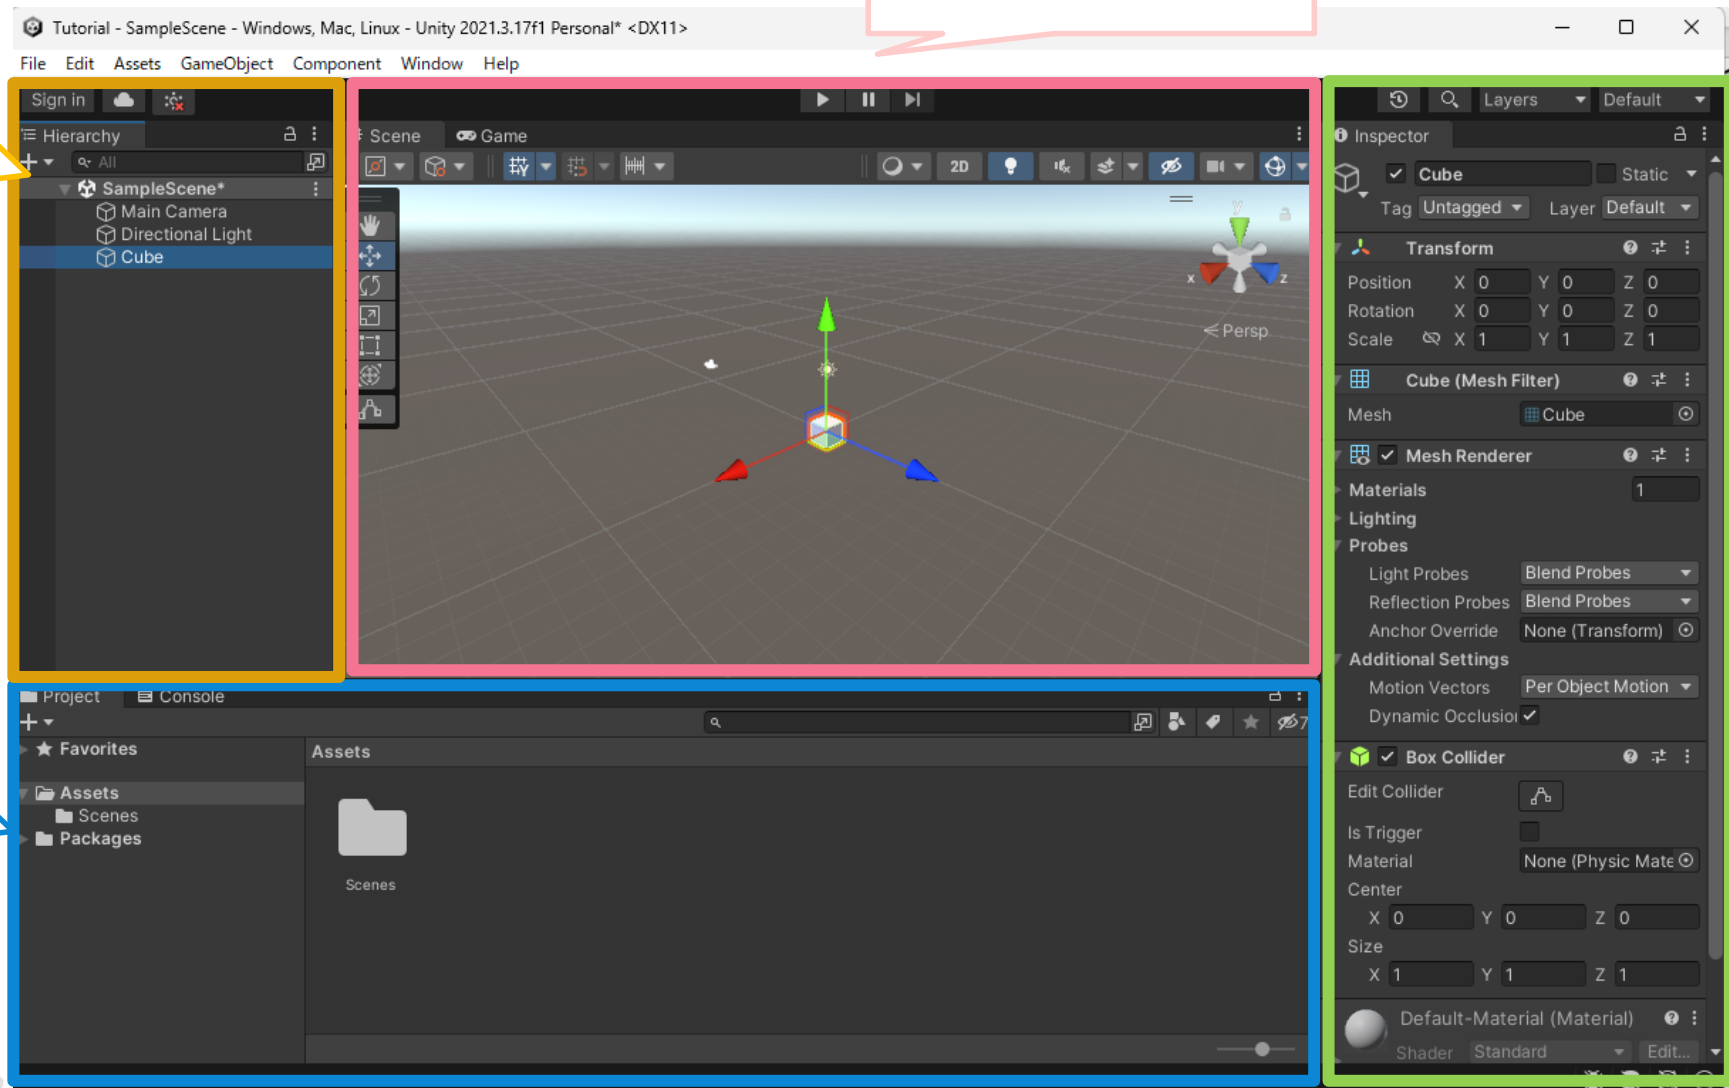 Tutorial - SampleScene - Windows, Mac, Linux - Unity 2021.3.17f1 Personal* <DX11>
File Edit Assets GameObject Component Window Help
Sign in
Layers Default
Hierarchy
All
SampleScene*
Main Camera
Directional Light
Cube
Scene Game
2D
y
x
z
Persp
Inspector
Cube Static
Tag Untagged Layer Default
Transform
Position X 0 Y 0 Z 0
Rotation X 0 Y 0 Z 0
Scale X 1 Y 1 Z 1
Cube (Mesh Filter)
Mesh Cube
Mesh Renderer
Materials 1
Lighting
Probes
Light Probes Blend Probes
Reflection Probes Blend Probes
Anchor Override None (Transform)
Additional Settings
Motion Vectors Per Object Motion
Dynamic Occlusion
Box Collider
Edit Collider
Is Trigger
Material None (Physic Mate
Center
X 0 Y 0 Z 0
Size
X 1 Y 1 Z 1
Default-Material (Material)
Shader Standard Edit...
Project Console
7
Favorites
Assets
Scenes
Packages
Assets
Scenes